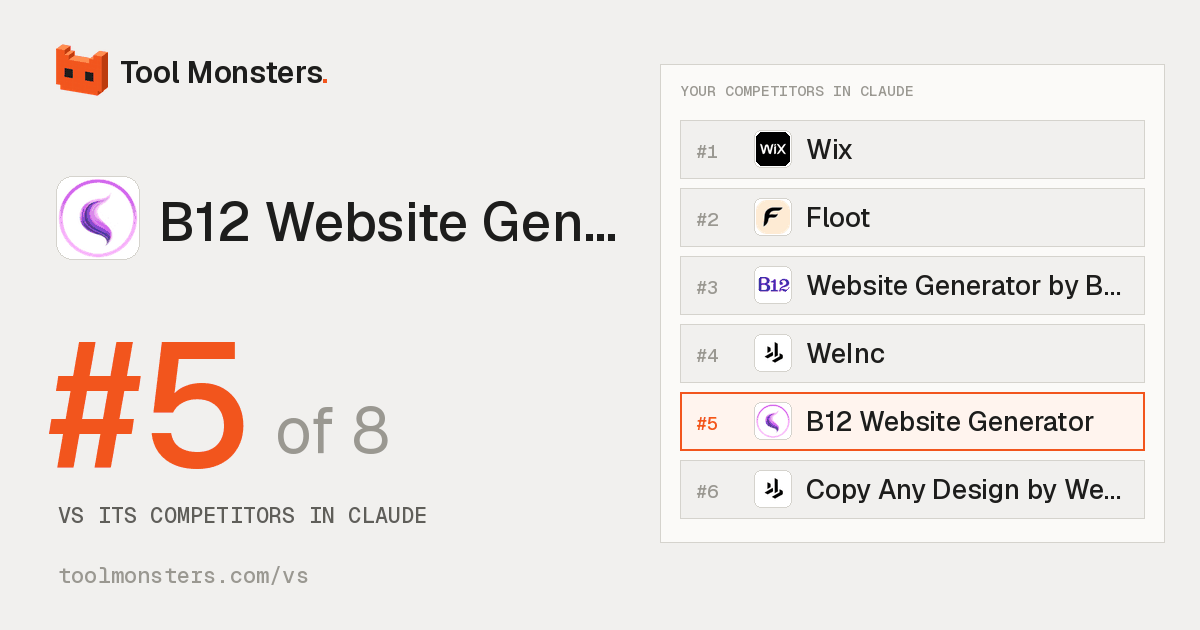 Tool Monsters.
B12 Website Gen...
#5 of 8
VS ITS COMPETITORS IN CLAUDE
toolmonsters.com/vs
YOUR COMPETITORS IN CLAUDE
#1 WiX Wix
#2 Floot
#3 B12 Website Generator by B...
#4 WeInc
#5 B12 Website Generator
#6 Copy Any Design by We...